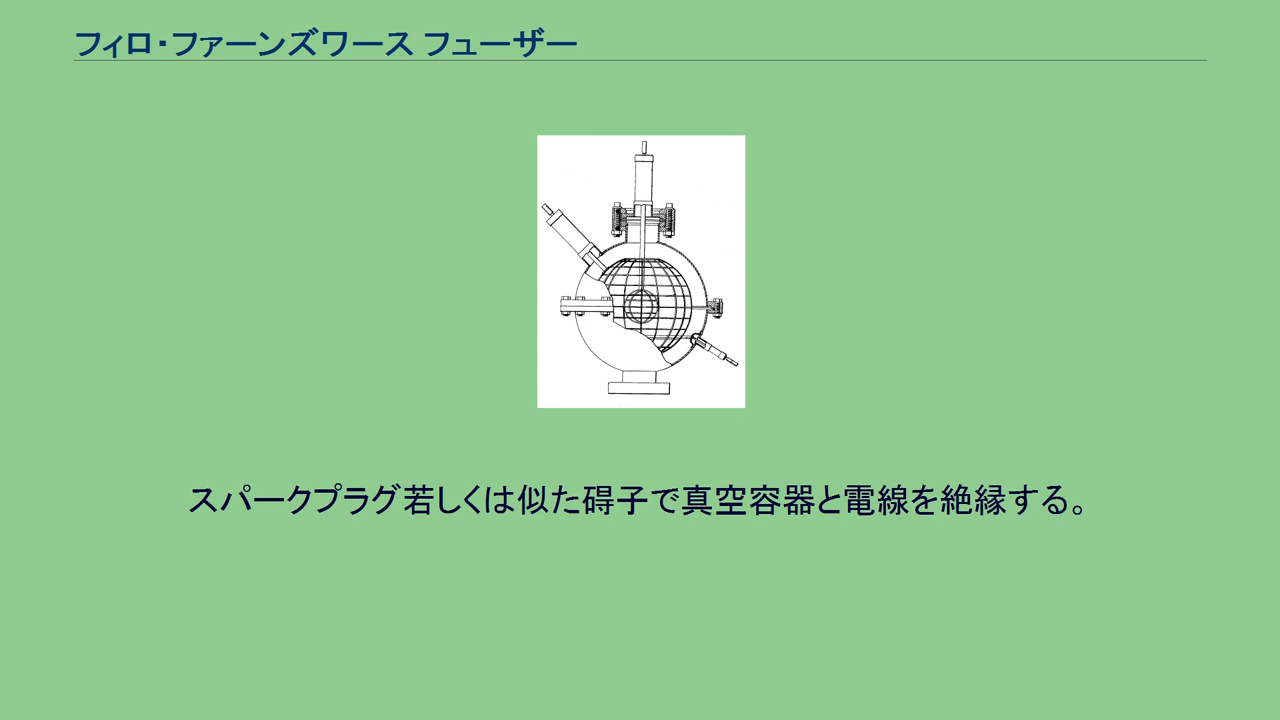 フィロ・ファーンズワース フューザー
スパークプラグ若しくは似た碍子で真空容器と電線を絶縁する。